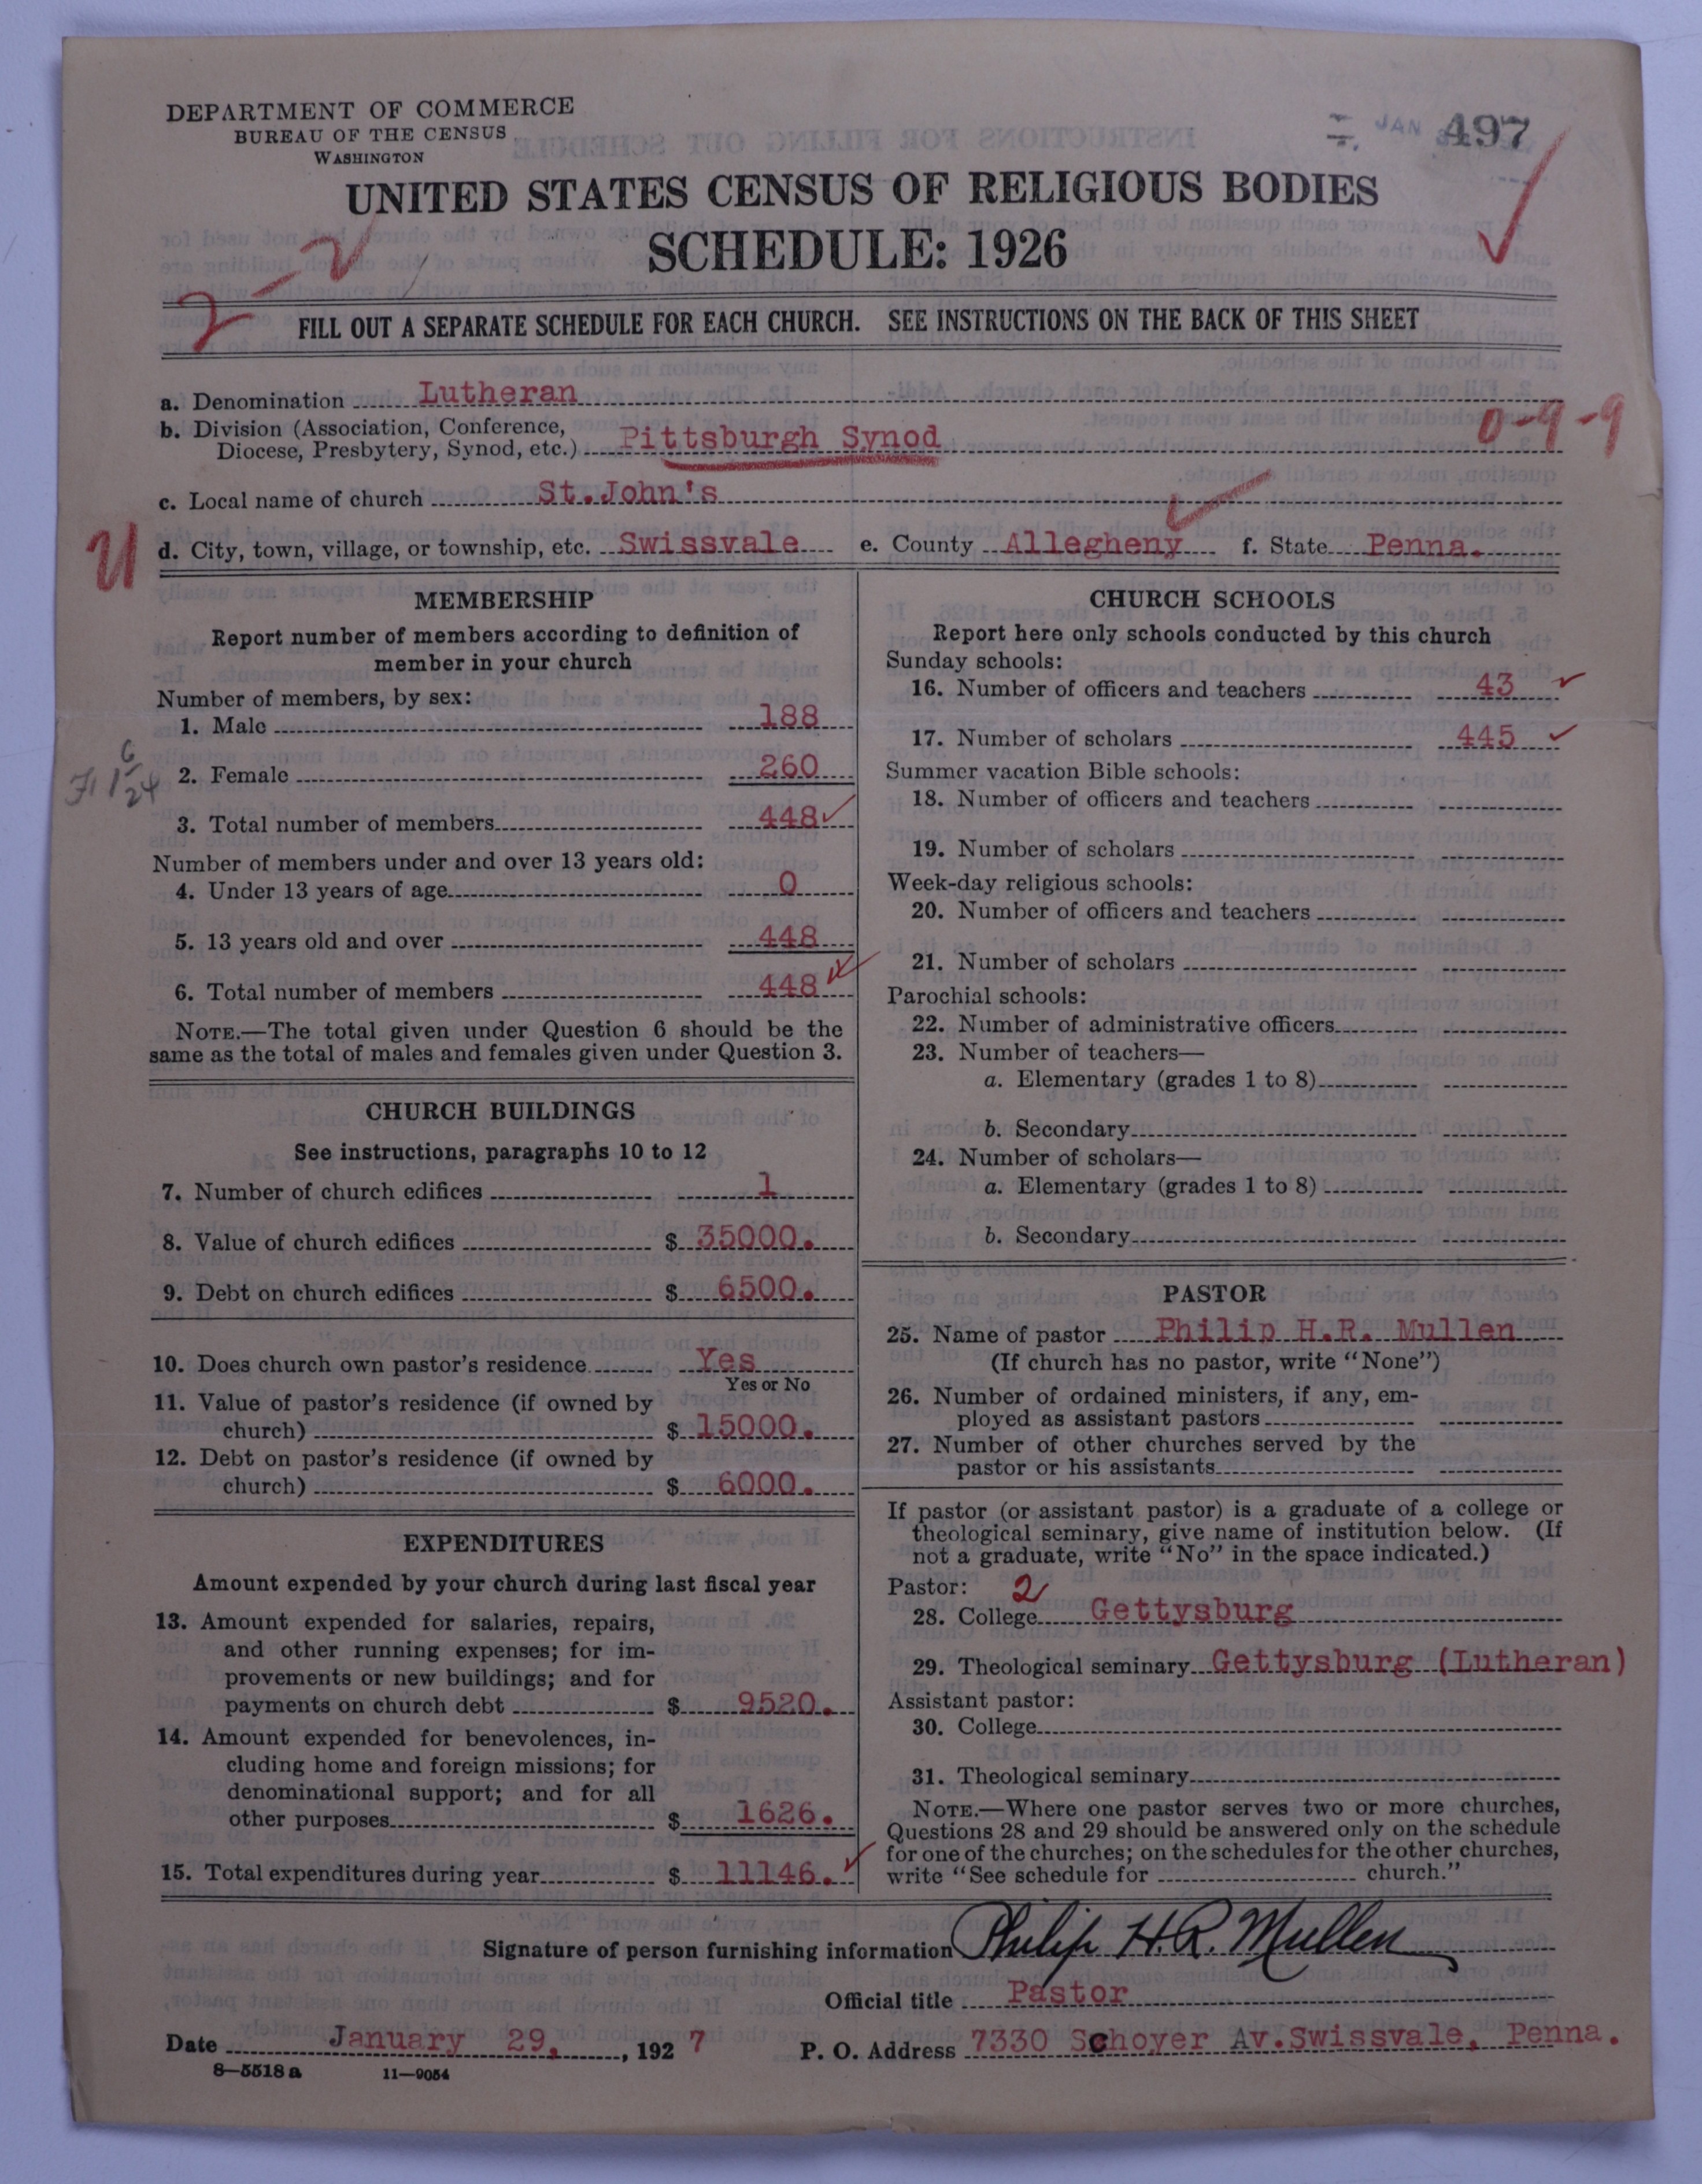 DEPARTMENT OF COMMERCE
BUREAU OF THE CENSUS
WASHINGTON
JAN 497
UNITED STATES CENSUS OF RELIGIOUS BODIES
SCHEDULE: 1926
2-2
FILL OUT A SEPARATE SCHEDULE FOR EACH CHURCH. SEE INSTRUCTIONS ON THE BACK OF THIS SHEET
a. Denomination Lutheran
b. Division (Association, Conference, Diocese, Presbytery, Synod, etc.) Pittsburgh Synod 0-9-9
c. Local name of church St.John's
d. City, town, village, or township, etc. Swissvale e. County Allegheny f. State Penna.
MEMBERSHIP
Report number of members according to definition of
member in your church
Number of members, by sex:
1. Male 188
2. Female 260
3. Total number of members 448
Number of members under and over 13 years old:
4. Under 13 years of age 0
5. 13 years old and over 448
6. Total number of members 448
NOTE.—The total given under Question 6 should be the
same as the total of males and females given under Question 3.
CHURCH BUILDINGS
See instructions, paragraphs 10 to 12
7. Number of church edifices 1
8. Value of church edifices $ 35000.
9. Debt on church edifices $ 6500.
10. Does church own pastor's residence Yes
Yes or No
11. Value of pastor's residence (if owned by
church) $ 15000.
12. Debt on pastor's residence (if owned by
church) $ 6000.
EXPENDITURES
Amount expended by your church during last fiscal year
13. Amount expended for salaries, repairs,
and other running expenses; for im-
provements or new buildings; and for
payments on church debt $ 9520.
14. Amount expended for benevolences, in-
cluding home and foreign missions; for
denominational support; and for all
other purposes $ 1626.
15. Total expenditures during year $ 11146.
CHURCH SCHOOLS
Report here only schools conducted by this church
Sunday schools:
16. Number of officers and teachers 43
17. Number of scholars 445
Summer vacation Bible schools:
18. Number of officers and teachers
19. Number of scholars
Week-day religious schools:
20. Number of officers and teachers
21. Number of scholars
Parochial schools:
22. Number of administrative officers
23. Number of teachers—
a. Elementary (grades 1 to 8)
b. Secondary
24. Number of scholars—
a. Elementary (grades 1 to 8)
b. Secondary
PASTOR
25. Name of pastor Philip H.R. Mullen
(If church has no pastor, write "None")
26. Number of ordained ministers, if any, em-
ployed as assistant pastors
27. Number of other churches served by the
pastor or his assistants
If pastor (or assistant pastor) is a graduate of a college or
theological seminary, give name of institution below. (If
not a graduate, write "No" in the space indicated.)
Pastor: 2
28. College Gettysburg
29. Theological seminary Gettysburg (Lutheran)
Assistant pastor:
30. College
31. Theological seminary
NOTE.—Where one pastor serves two or more churches,
Questions 28 and 29 should be answered only on the schedule
for one of the churches; on the schedules for the other churches,
write "See schedule for church."
Signature of person furnishing information Philip H.R. Mullen
Official title Pastor
Date January 29, , 1927 P. O. Address 7330 Schoyer Av.Swissvale, Penna.
8—5518 a 11—9054